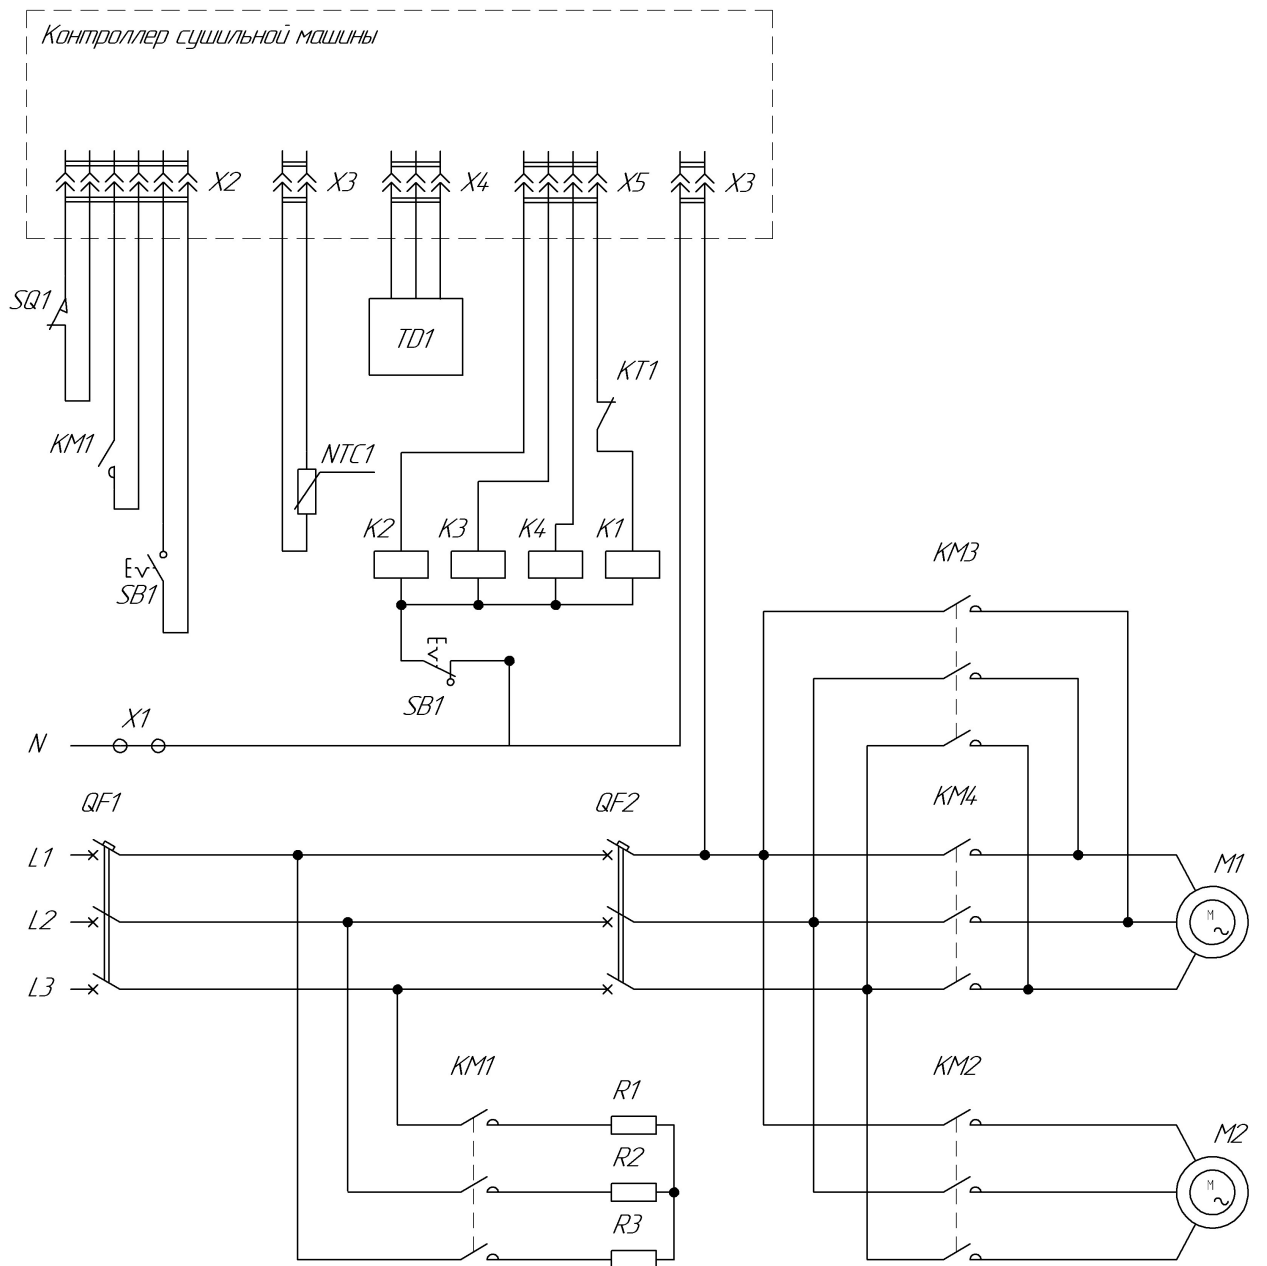 Контроллер сушильной машины
X2 X3 X4 X5 X3
SQ1
TD1
KT1
KM1
NTC1
K2 K3 K4 K1
KM3
SB1
SB1
X1
N
QF1 QF2 KM4
L1 M1
M
L2
L3
KM1 KM2
R1
M2
R2
M
R3